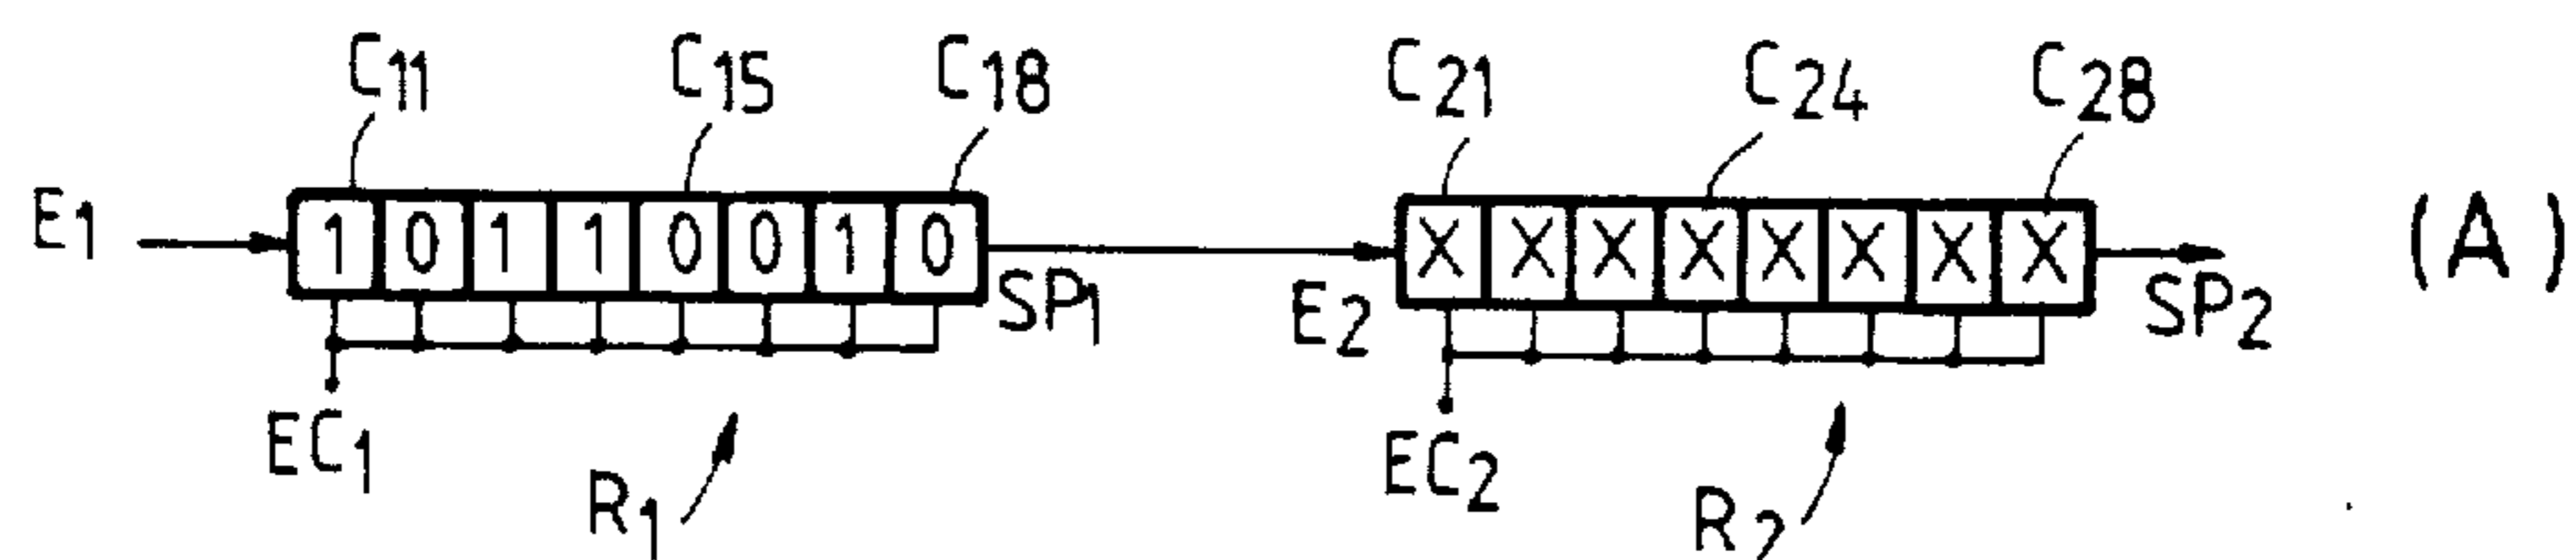 C11 C15 C18 C21 C24 C28
E1 1 0 1 1 0 0 1 0 SP1 E2 X X X X X X X X SP2 (A)
EC1 R1 EC2 R2